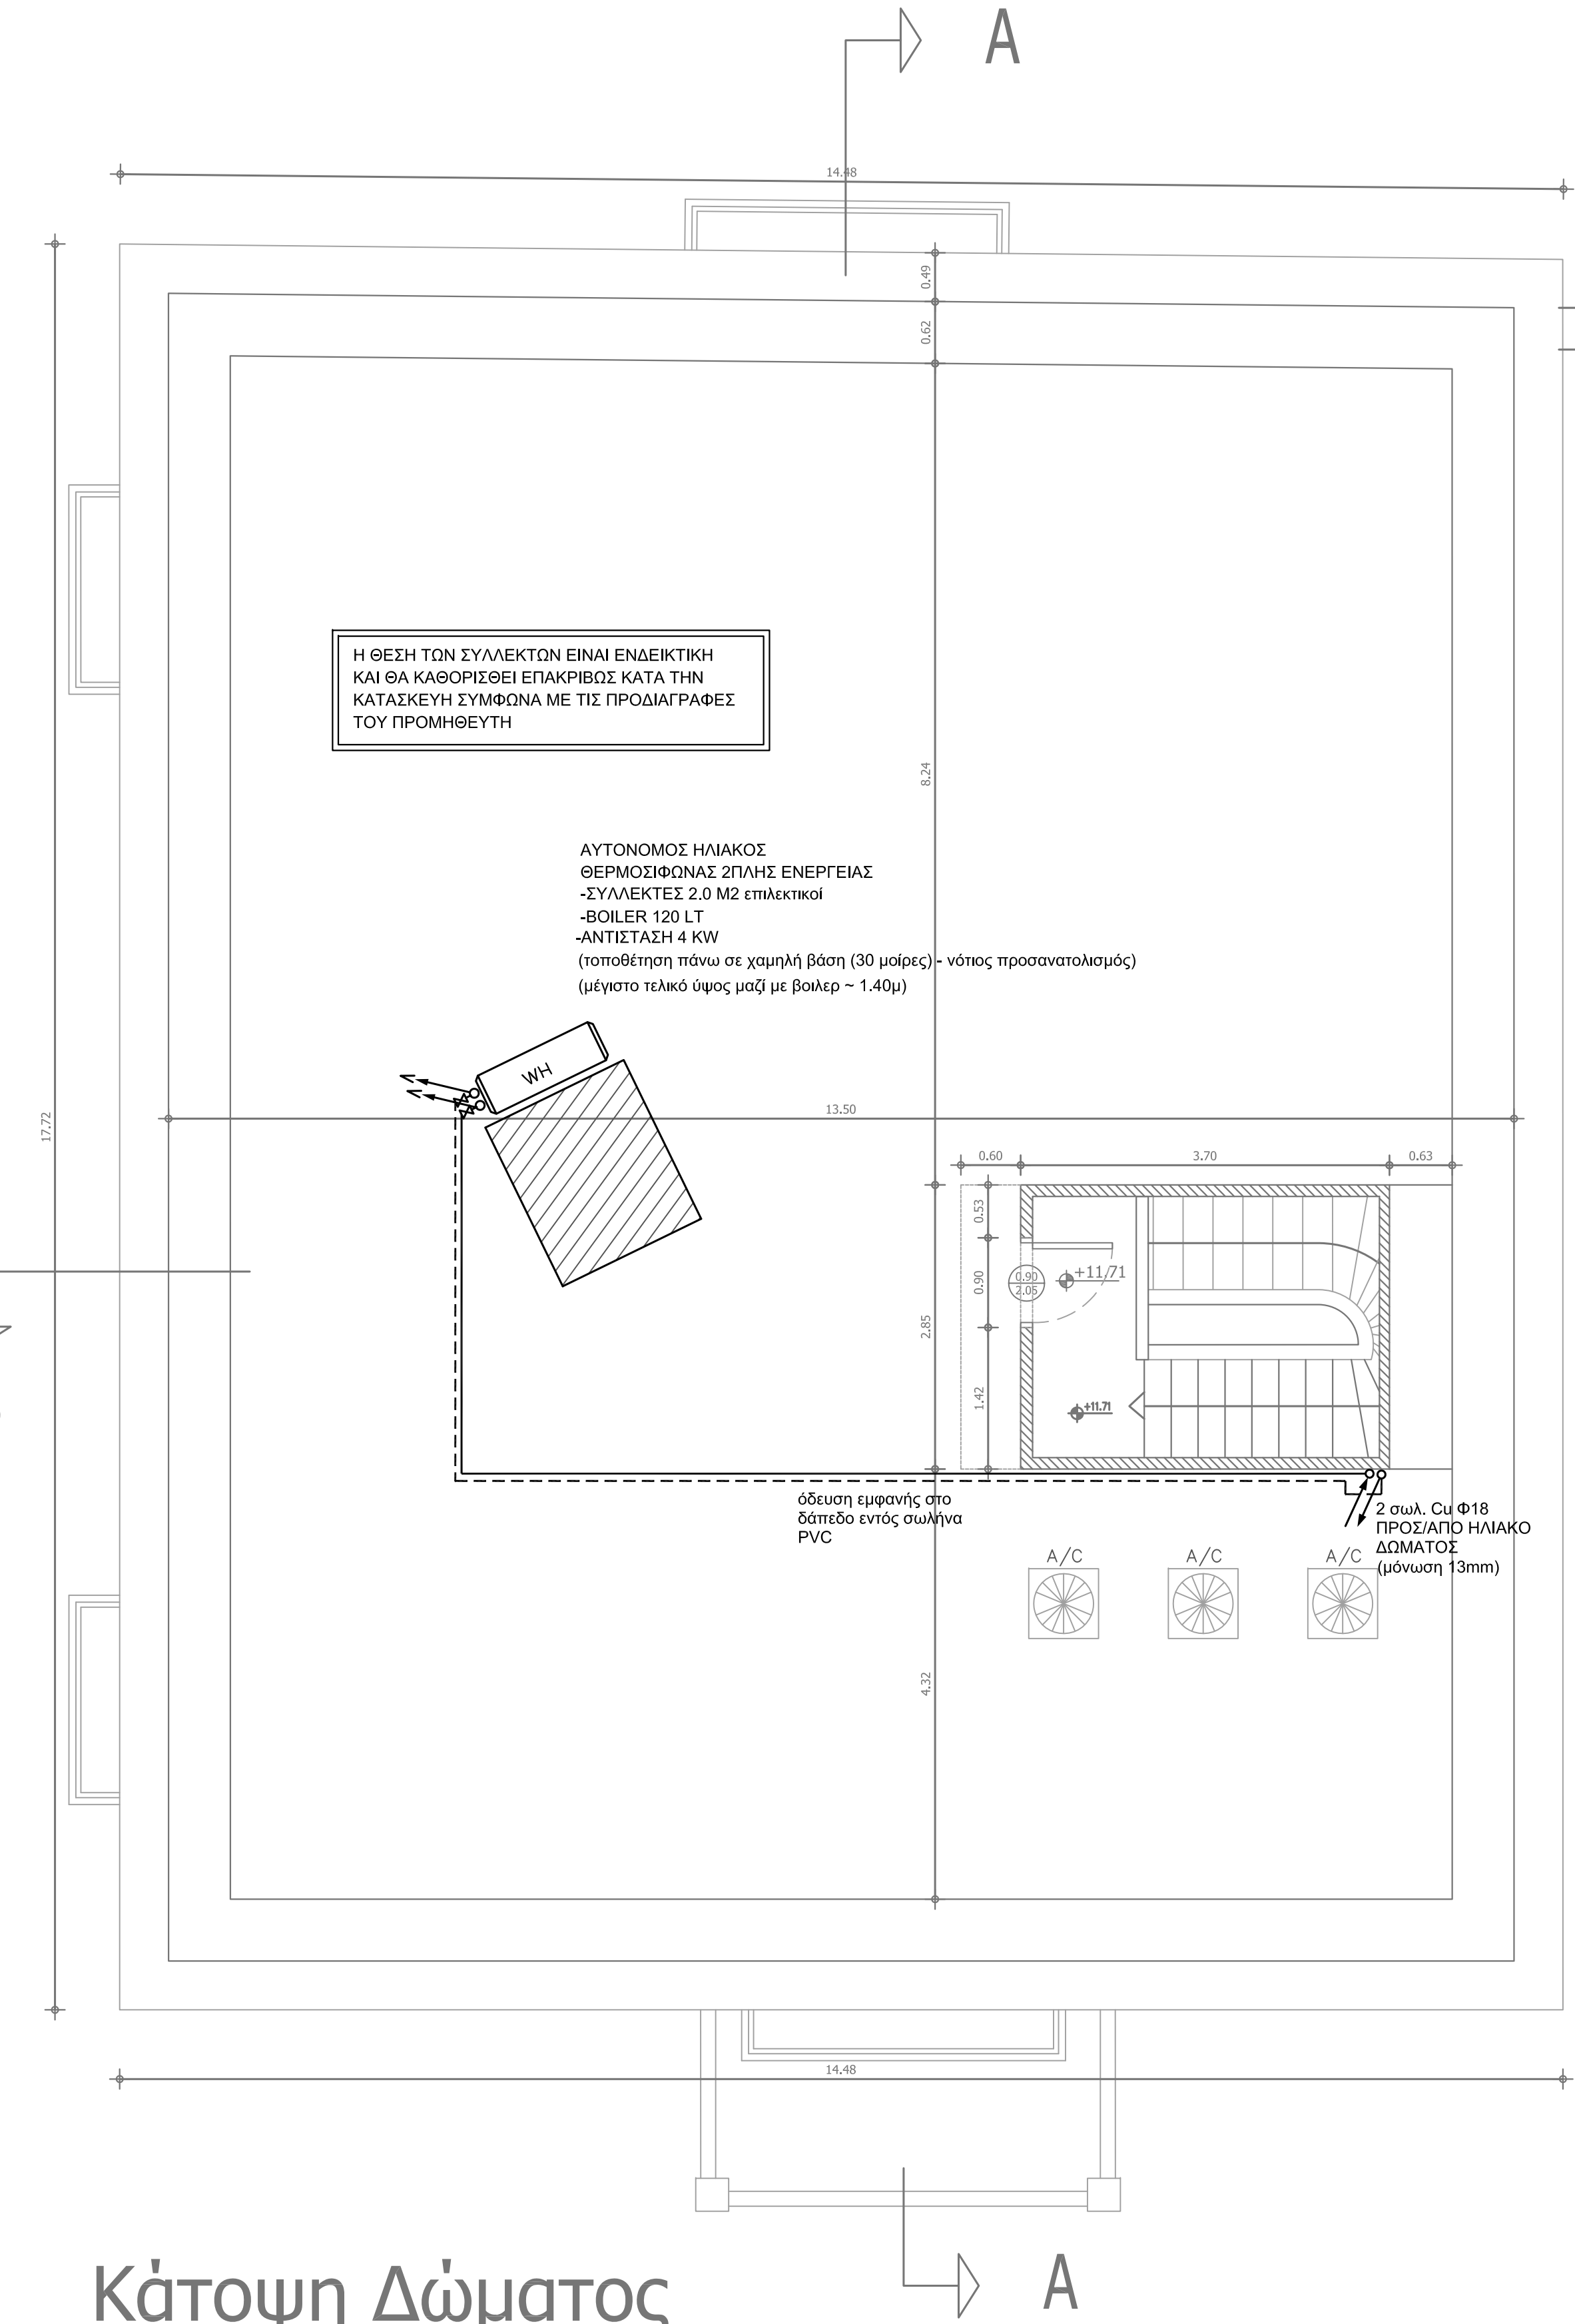 A
14.48
0.49
0.62
Η ΘΕΣΗ ΤΩΝ ΣΥΛΛΕΚΤΩΝ ΕΙΝΑΙ ΕΝΔΕΙΚΤΙΚΗ
ΚΑΙ ΘΑ ΚΑΘΟΡΙΣΘΕΙ ΕΠΑΚΡΙΒΩΣ ΚΑΤΑ ΤΗΝ
ΚΑΤΑΣΚΕΥΗ ΣΥΜΦΩΝΑ ΜΕ ΤΙΣ ΠΡΟΔΙΑΓΡΑΦΕΣ
ΤΟΥ ΠΡΟΜΗΘΕΥΤΗ
8.24
ΑΥΤΟΝΟΜΟΣ ΗΛΙΑΚΟΣ
ΘΕΡΜΟΣΙΦΩΝΑΣ 2ΠΛΗΣ ΕΝΕΡΓΕΙΑΣ
-ΣΥΛΛΕΚΤΕΣ 2.0 Μ2 επιλεκτικοί
-BOILER 120 LT
-ΑΝΤΙΣΤΑΣΗ 4 KW
(τοποθέτηση πάνω σε χαμηλή βάση (30 μοίρες) - νότιος προσανατολισμός)
(μέγιστο τελικό ύψος μαζί με βοιλερ ~ 1.40μ)
WH
17.72
13.50
0.60
3.70
0.63
0.53
0.90
2.05
+11.71
0.90
2.85
1.42
+11.71
όδευση εμφανής στο
δάπεδο εντός σωλήνα
PVC
2 σωλ. Cu Φ18
ΠΡΟΣ/ΑΠΟ ΗΛΙΑΚΟ
ΔΩΜΑΤΟΣ
(μόνωση 13mm)
A/C
A/C
A/C
4.32
14.48
A
Κάτοψη Δώματος